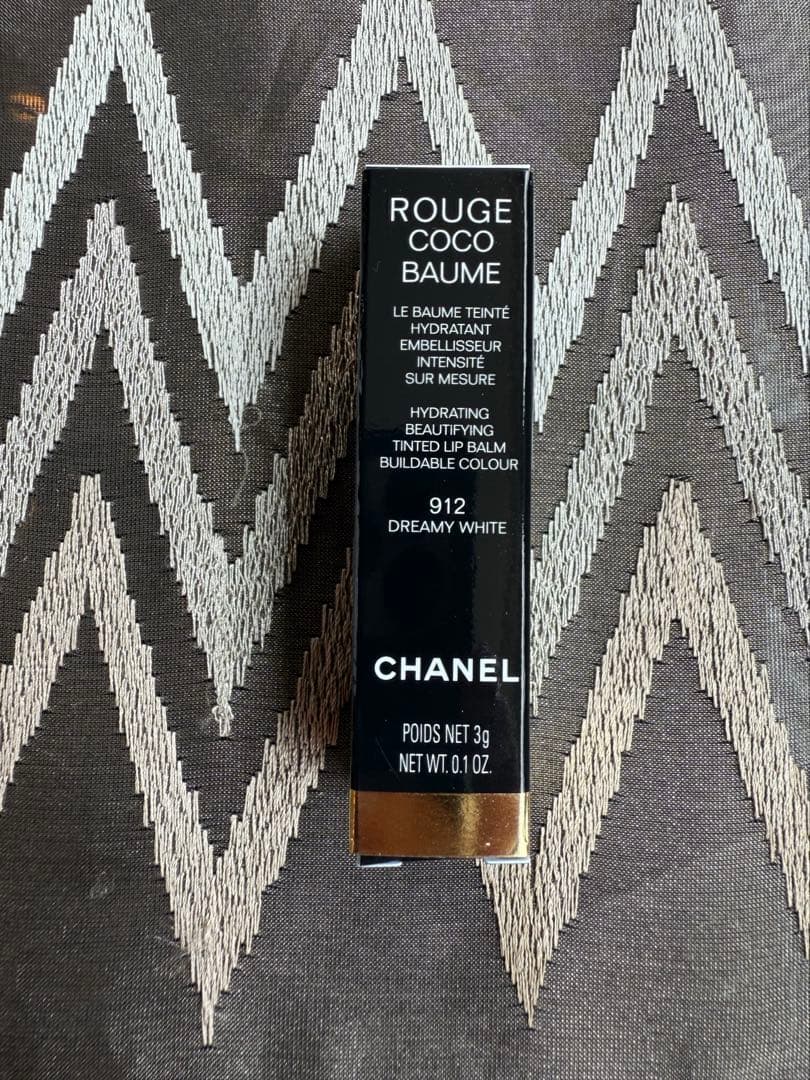 ROUGE
COCO
BAUME
LE BAUME TEINTÉ
HYDRATANT
EMBELLISSEUR
INTENSITÉ
SUR MESURE
HYDRATING
BEAUTIFYING
TINTED LIP BALM
BUILDABLE COLOUR
912
DREAMY WHITE
CHANEL
POIDS NET 3g
NET WT. 0.1 OZ.